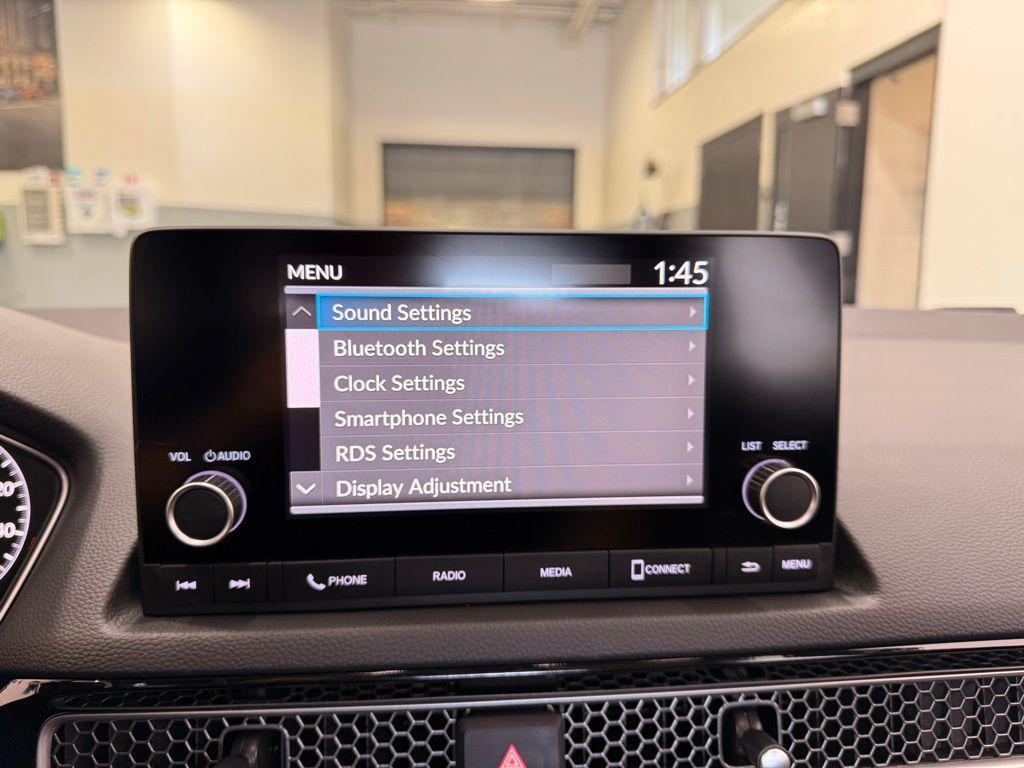 MENU 1:45
Sound Settings
Bluetooth Settings
Clock Settings
Smartphone Settings
RDS Settings
Display Adjustment
VOL AUDIO
LIST SELECT
PHONE RADIO MEDIA CONNECT MENU